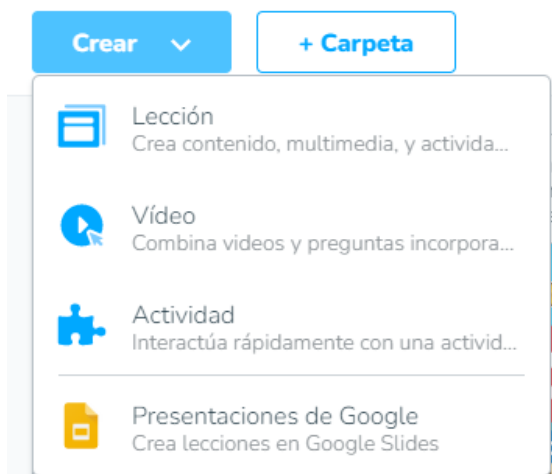 Crear
+ Carpeta
Lección
Crea contenido, multimedia, y activida...
Vídeo
Combina videos y preguntas incorpora...
Actividad
Interactúa rápidamente con una activid...
Presentaciones de Google
Crea lecciones en Google Slides